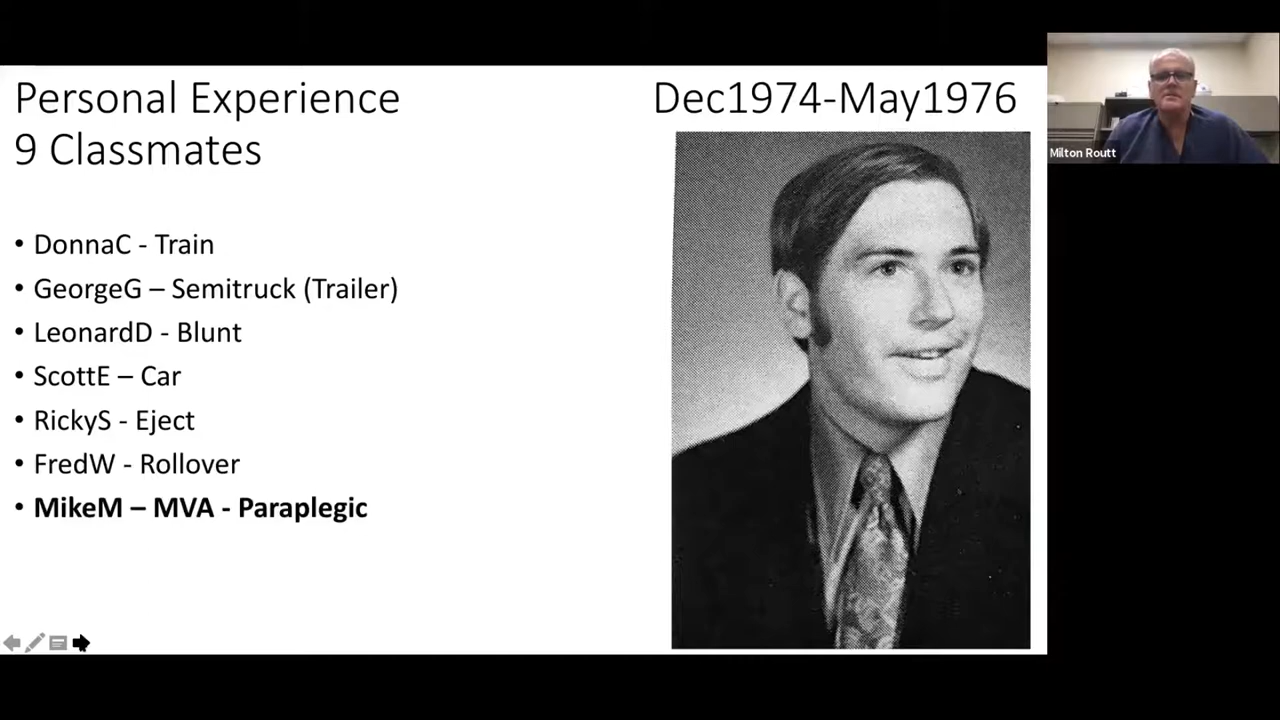 Personal Experience
9 Classmates
Dec1974-May1976
• DonnaC - Train
• GeorgeG – Semitruck (Trailer)
• LeonardD - Blunt
• ScottE – Car
• RickyS - Eject
• FredW - Rollover
• MikeM – MVA - Paraplegic
Milton Routt